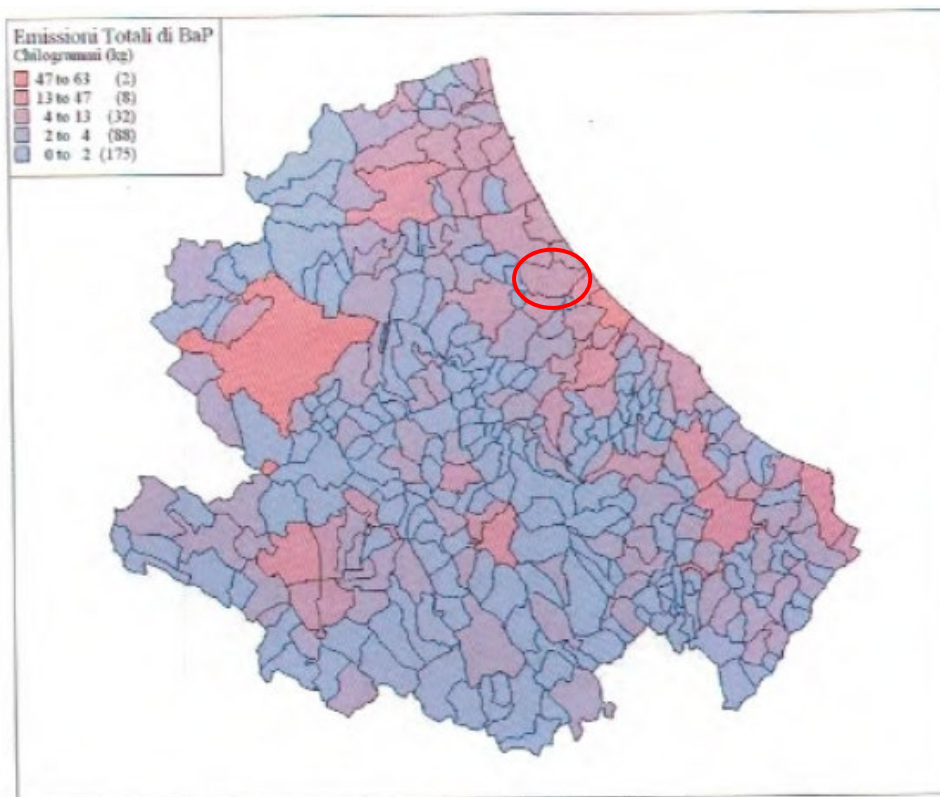 Emissioni Totali di BaP
Chilogrammi (kg)
47 to 63 (2)
13 to 47 (8)
4 to 13 (32)
2 to 4 (88)
0 to 2 (175)